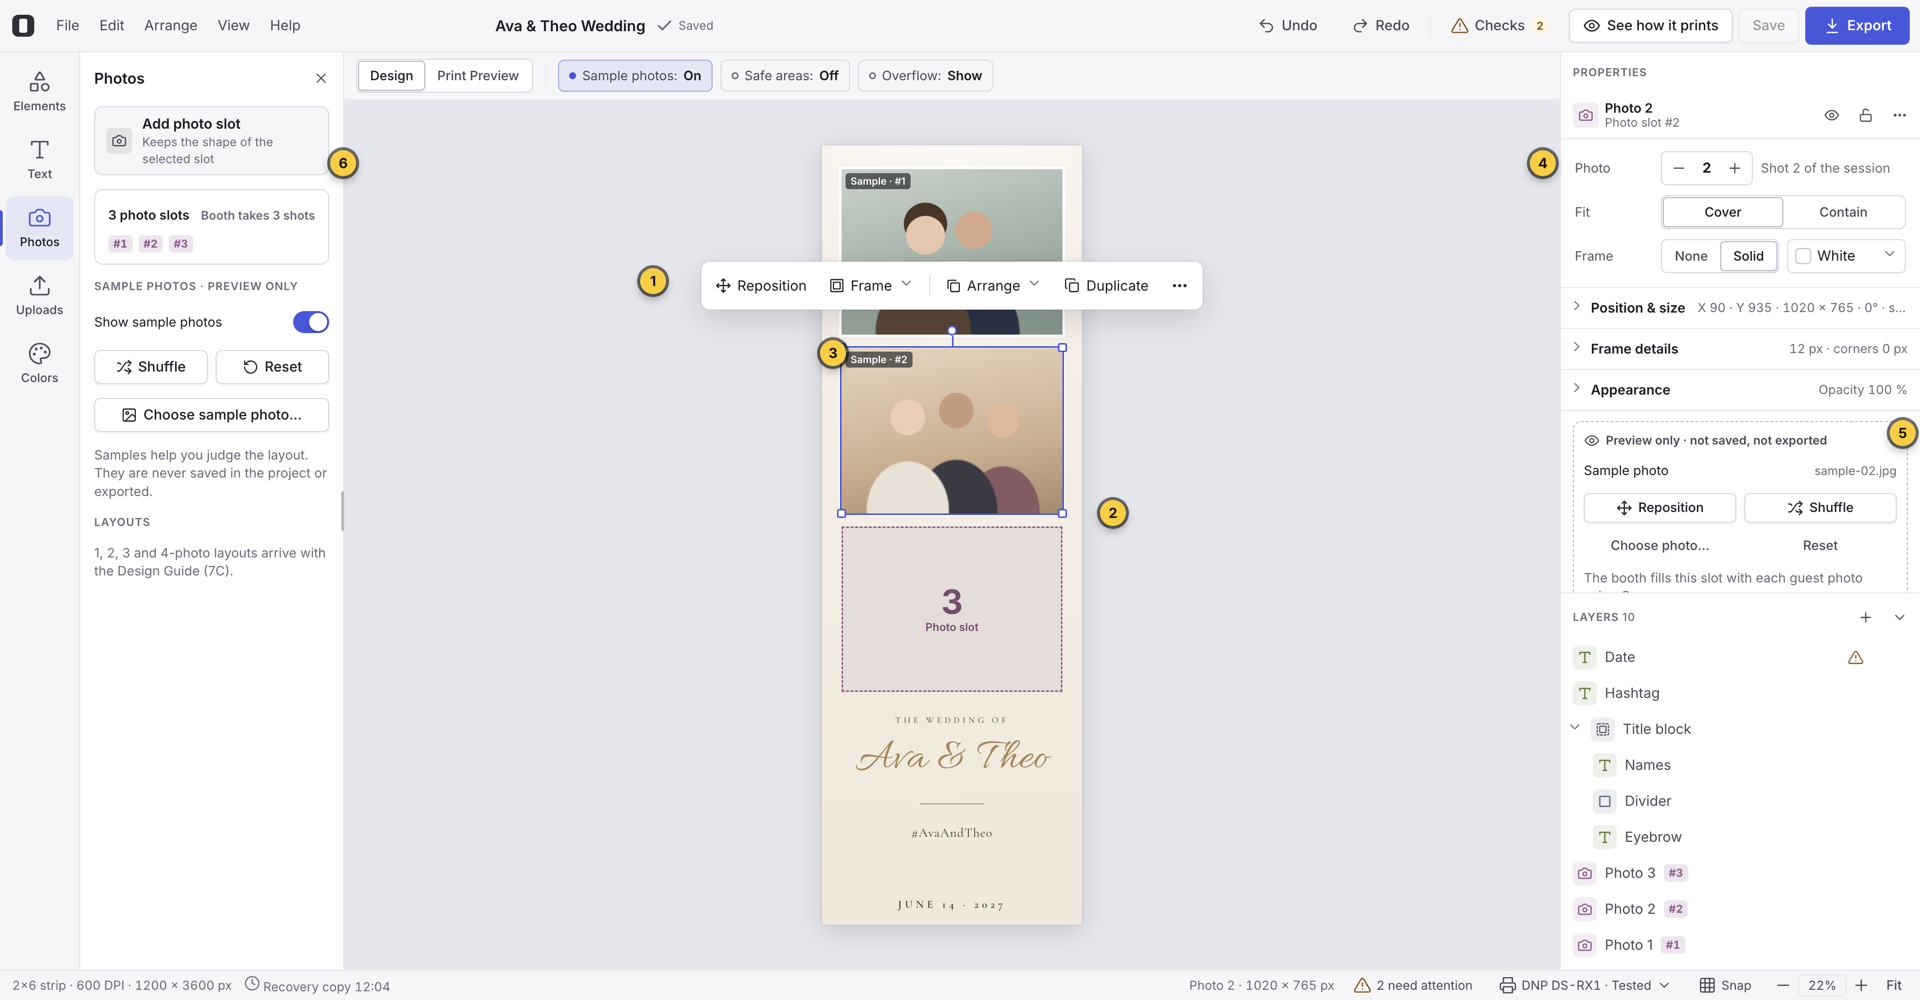 File Edit Arrange View Help
Ava & Theo Wedding Saved
Undo Redo Checks 2 See how it prints Save Export
Elements
Text
Photos
Uploads
Colors
Photos
Add photo slot
Keeps the shape of the
selected slot
6
3 photo slots Booth takes 3 shots
#1 #2 #3
SAMPLE PHOTOS · PREVIEW ONLY
Show sample photos
Shuffle Reset
Choose sample photo...
Samples help you judge the layout.
They are never saved in the project or
exported.
LAYOUTS
1, 2, 3 and 4-photo layouts arrive with
the Design Guide (7C).
Design Print Preview Sample photos: On Safe areas: Off Overflow: Show
Sample · #1
1
Reposition Frame Arrange Duplicate
3
Sample · #2
2
3
Photo slot
THE WEDDING OF
Ava & Theo
#AvaAndTheo
JUNE 14 · 2027
PROPERTIES
Photo 2
Photo slot #2
4
Photo 2 Shot 2 of the session
Fit Cover Contain
Frame None Solid White
Position & size X 90 · Y 935 · 1020 × 765 · 0° · s...
Frame details 12 px · corners 0 px
Appearance Opacity 100 %
5
Preview only · not saved, not exported
Sample photo sample-02.jpg
Reposition Shuffle
Choose photo... Reset
The booth fills this slot with each guest photo
LAYERS 10
Date
Hashtag
Title block
Names
Divider
Eyebrow
Photo 3 #3
Photo 2 #2
Photo 1 #1
2×6 strip · 600 DPI · 1200 × 3600 px Recovery copy 12:04
Photo 2 · 1020 × 765 px 2 need attention DNP DS-RX1 · Tested Snap 22% Fit